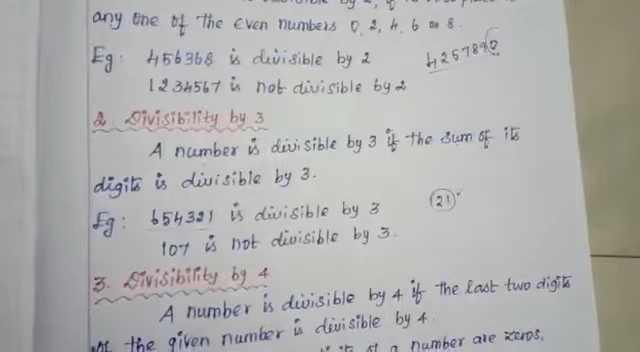 any one of the even numbers 0, 2, 4, 6 or 8.
Eg: 456368 is divisible by 2
4257890
1234567 is not divisible by 2
2. Divisibility by 3
A number is divisible by 3 if the sum of its
digits is divisible by 3.
Eg: 654321 is divisible by 3
(21)
107 is not divisible by 3.
3. Divisibility by 4
A number is divisible by 4 if the last two digits
of the given number is divisible by 4.
a number are zeros,